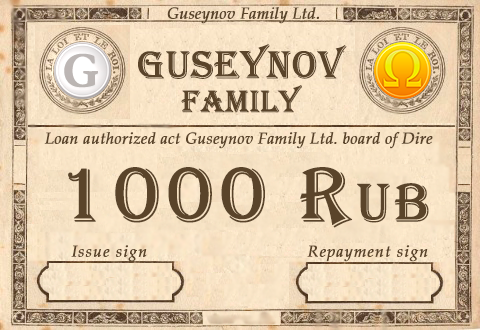 Guseynov Family Ltd.
LA LOI ET LE ROI.
G
GUSEYNOV
FAMILY
LA LOI ET LE ROI.
Ω
Loan authorized act Guseynov Family Ltd. board of Dire
1000 RUB
Issue sign
Repayment sign